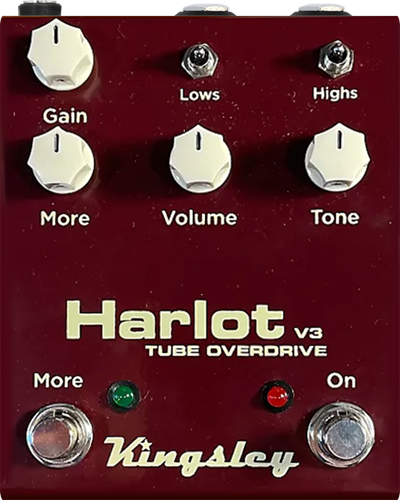 Gain
Lows
Highs
More
Volume
Tone
Harlot V3
TUBE OVERDRIVE
More
On
Kingsley